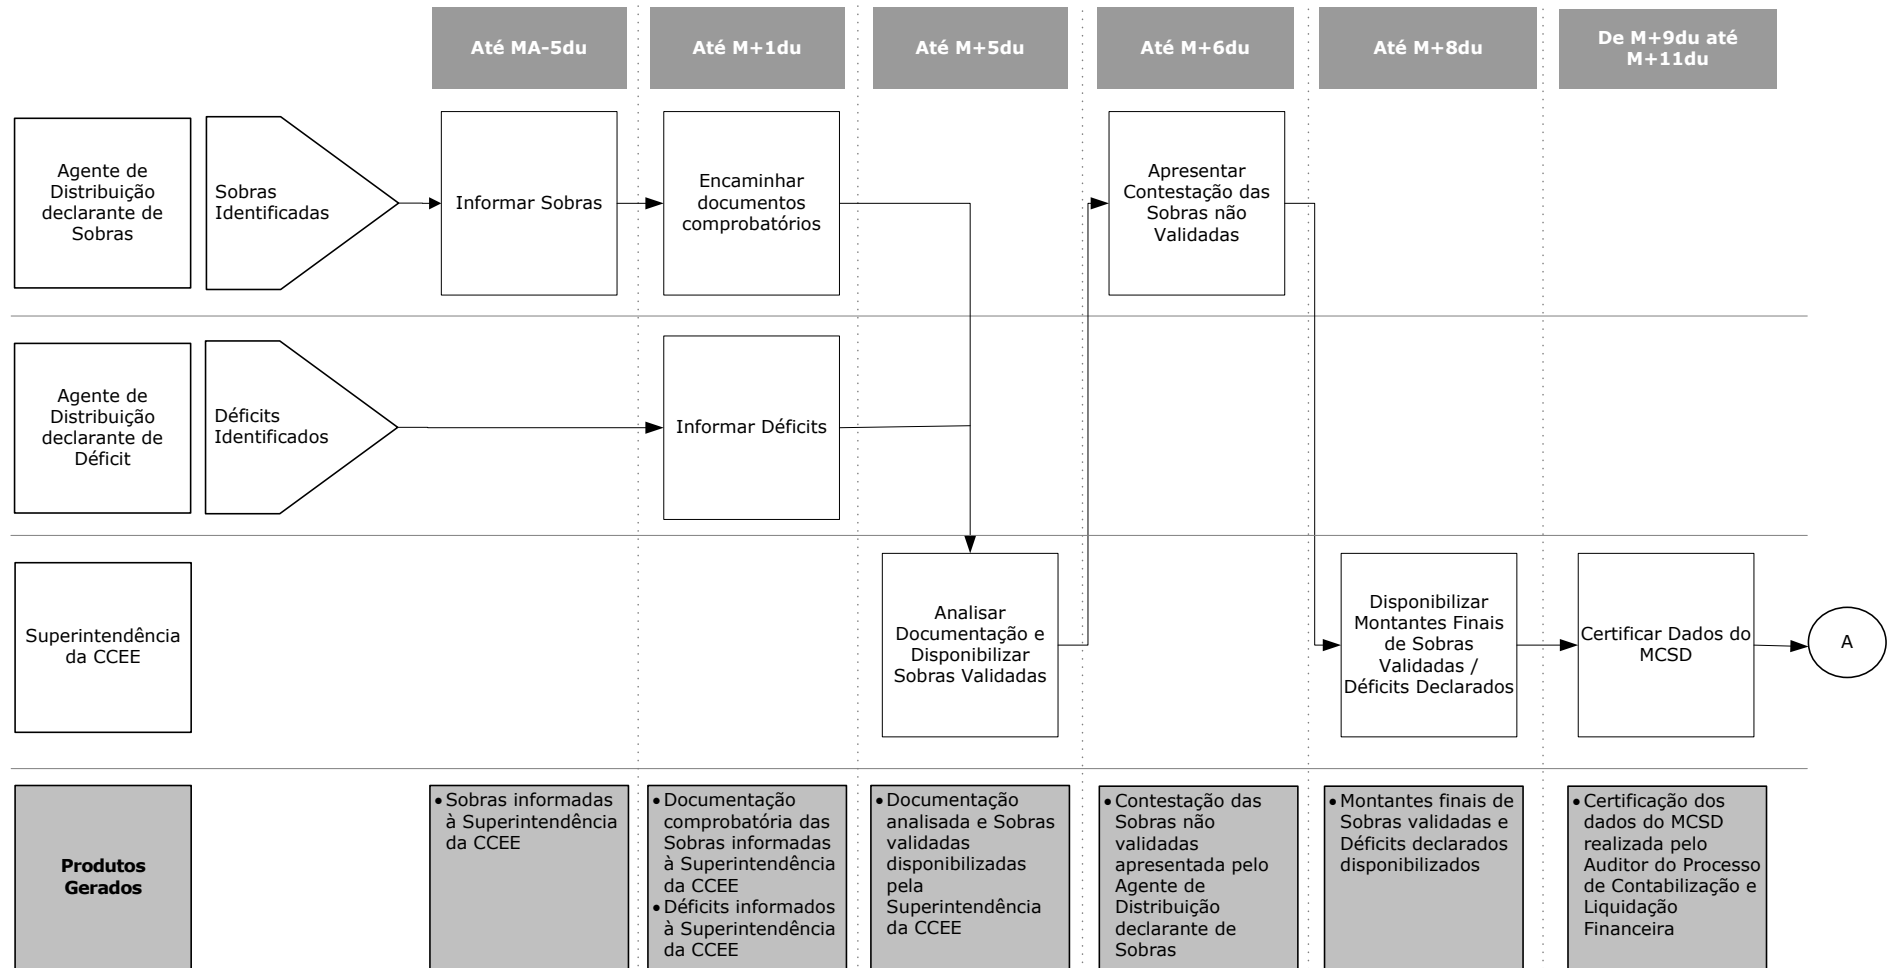 Até MA-5du
Até M+1du
Até M+5du
Até M+6du
Até M+8du
De M+9du até
M+11du
Agente de
Distribuição
declarante de
Sobras
Sobras
Identificadas
Informar Sobras
Encaminhar
documentos
comprobatórios
Apresentar
Contestação das
Sobras não
Validadas
Agente de
Distribuição
declarante de
Déficit
Déficits
Identificados
Informar Déficits
Superintendência
da CCEE
Analisar
Documentação e
Disponibilizar
Sobras Validadas
Disponibilizar
Montantes Finais
de Sobras
Validadas /
Déficits Declarados
Certificar Dados do
MCSD
A
Produtos
Gerados
• Sobras informadas
à Superintendência
da CCEE
• Documentação
comprobatória das
Sobras informadas
à Superintendência
da CCEE
• Déficits informados
à Superintendência
da CCEE
• Documentação
analisada e Sobras
validadas
disponibilizadas
pela
Superintendência
da CCEE
• Contestação das
Sobras não
validadas
apresentada pelo
Agente de
Distribuição
declarante de
Sobras
• Montantes finais de
Sobras validadas e
Déficits declarados
disponibilizados
• Certificação dos
dados do MCSD
realizada pelo
Auditor do Processo
de Contabilização e
Liquidação
Financeira